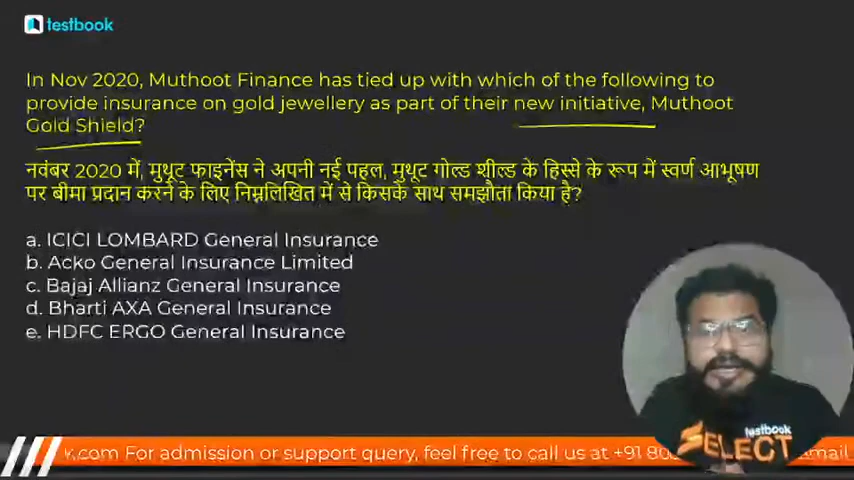 testbook
In Nov 2020, Muthoot Finance has tied up with which of the following to
provide insurance on gold jewellery as part of their new initiative, Muthoot
Gold Shield?
नवंबर 2020 में, मुथूट फाइनेंस ने अपनी नई पहल, मुथूट गोल्ड शील्ड के हिस्से के रूप में स्वर्ण आभूषण
पर बीमा प्रदान करने के लिए निम्नलिखित में से किसके साथ समझौता किया है?
a. ICICI LOMBARD General Insurance
b. Acko General Insurance Limited
c. Bajaj Allianz General Insurance
d. Bharti AXA General Insurance
e. HDFC ERGO General Insurance
testbook
SELECT
k.com For admission or support query, feel free to call us at +91 80